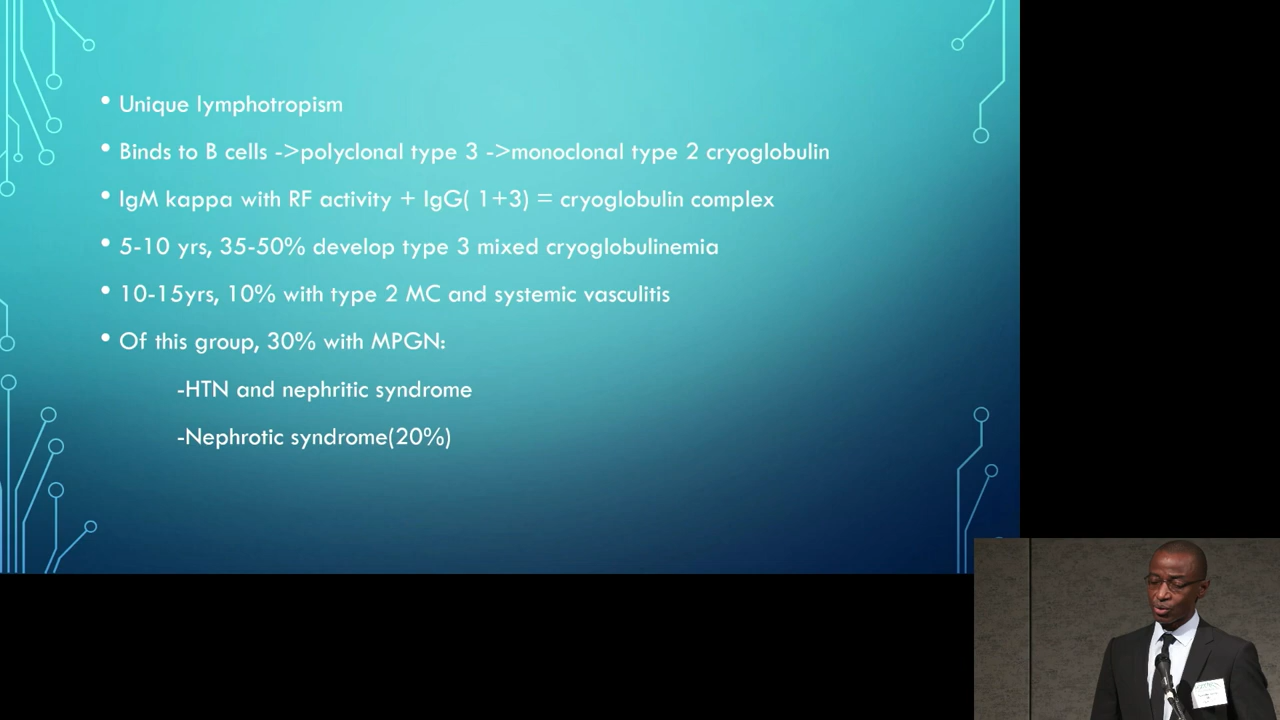 • Unique lymphotropism
• Binds to B cells ->polyclonal type 3 ->monoclonal type 2 cryoglobulin
• IgM kappa with RF activity + IgG( 1+3) = cryoglobulin complex
• 5-10 yrs, 35-50% develop type 3 mixed cryoglobulinemia
• 10-15yrs, 10% with type 2 MC and systemic vasculitis
• Of this group, 30% with MPGN:
-HTN and nephritic syndrome
-Nephrotic syndrome(20%)